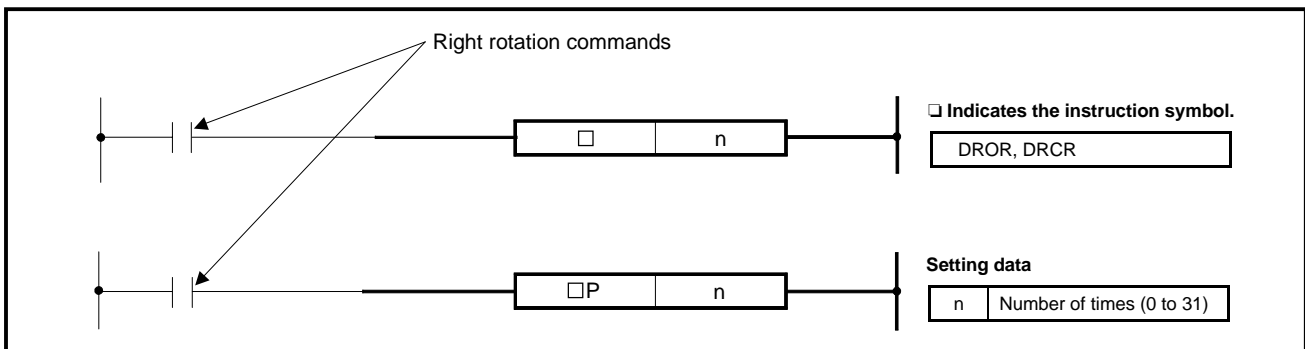 Right rotation commands
❏ Indicates the instruction symbol.
□ n
DROR, DRCR
Setting data
□P n
n Number of times (0 to 31)